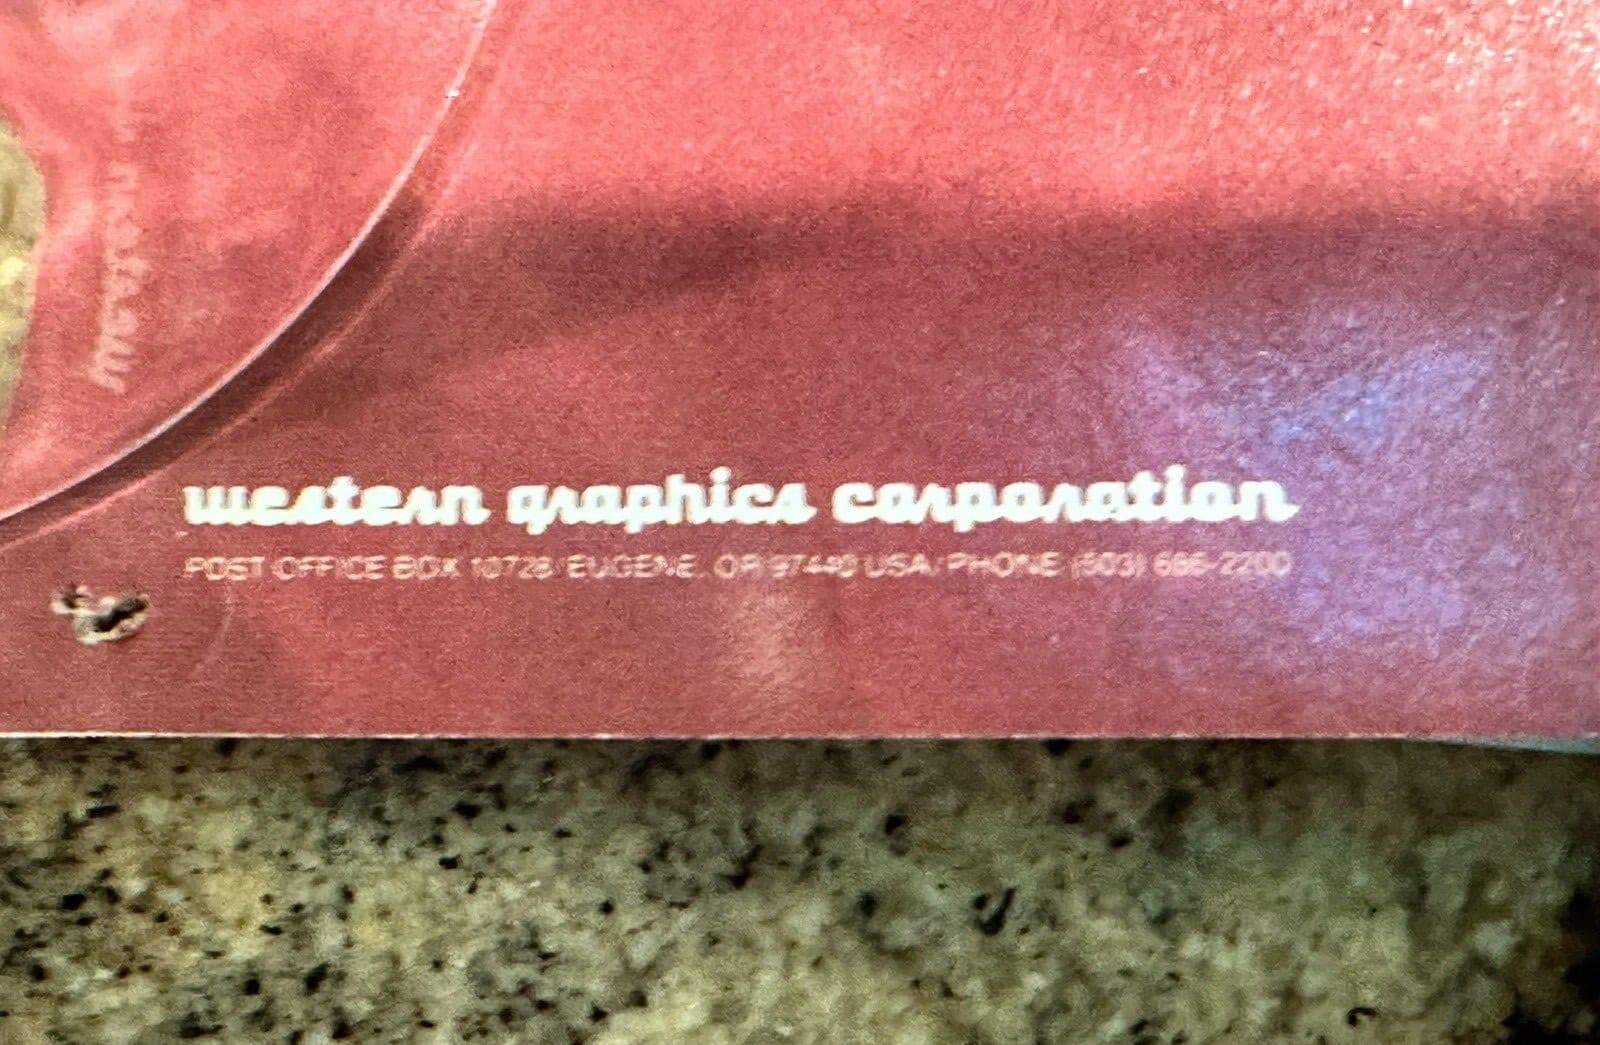 western graphics corporation
POST OFFICE BOX 10728/ EUGENE, OR 97440 USA/ PHONE (503) 686-2200